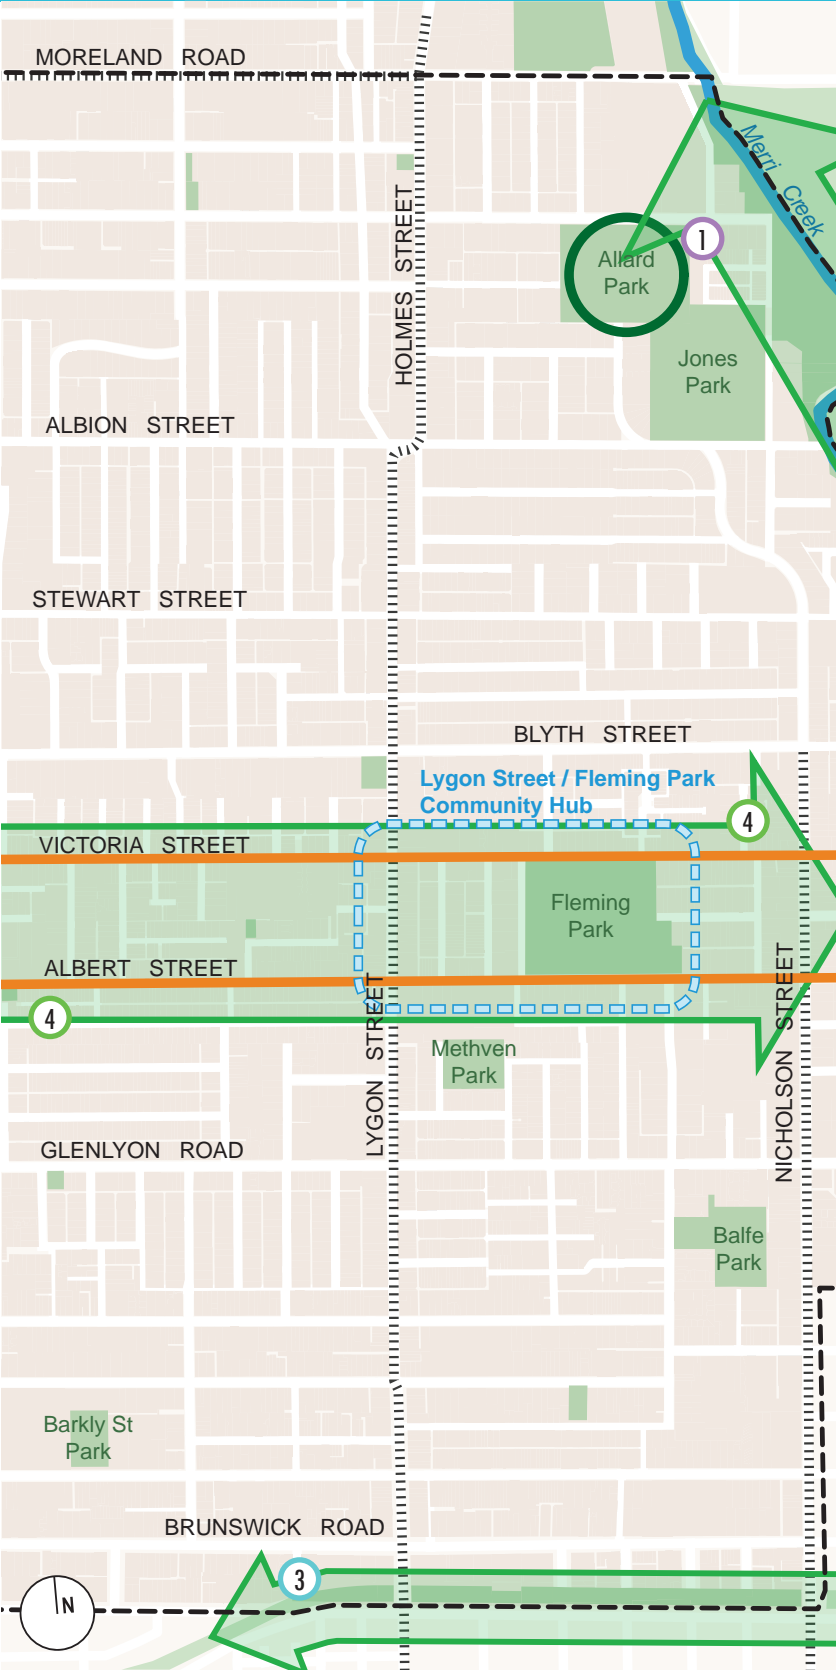 MORELAND ROAD
Merri Creek
HOLMES STREET
1
Allard
Park
Jones
Park
ALBION STREET
STEWART STREET
BLYTH STREET
Lygon Street / Fleming Park
Community Hub
4
VICTORIA STREET
Fleming
Park
ALBERT STREET
4
LYGON STREET
NICHOLSON STREET
Methven
Park
GLENLYON ROAD
Balfe
Park
Barkly St
Park
BRUNSWICK ROAD
3
N